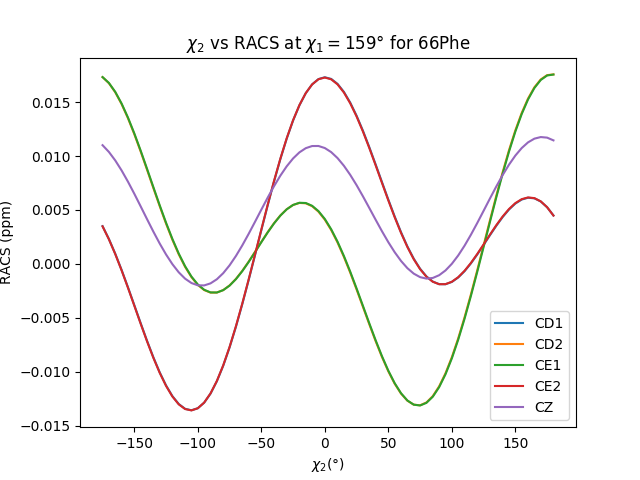 χ₂ vs RACS at χ₁ = 159° for 66Phe
RACS (ppm)
0.015
0.010
0.005
0.000
−0.005
−0.010
−0.015
−150
−100
−50
0
50
100
150
χ₂(°)
CD1
CD2
CE1
CE2
CZ